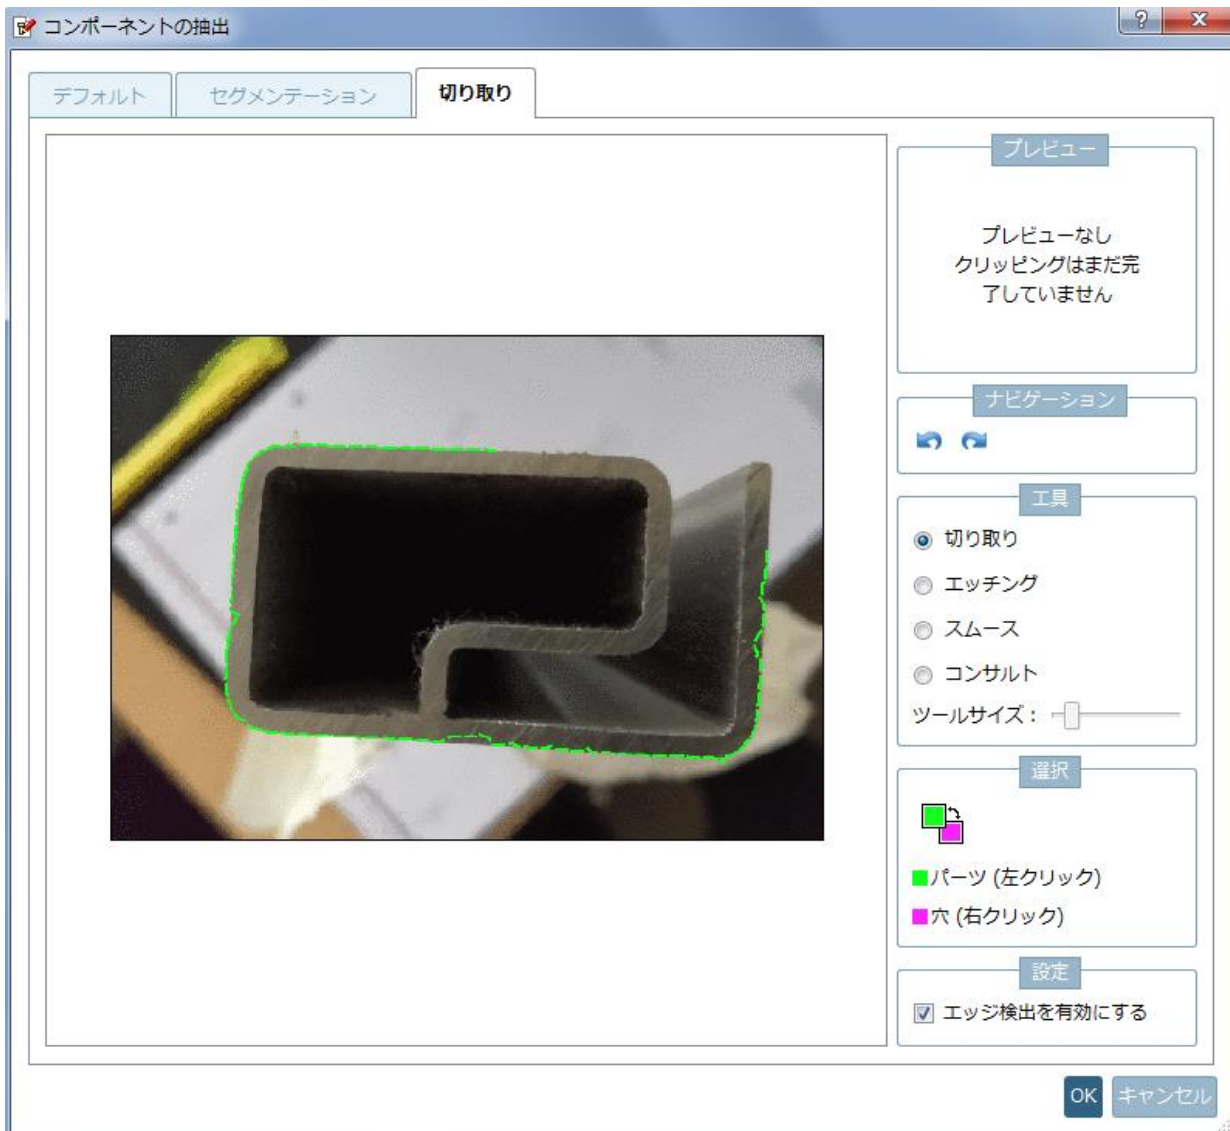 コンポーネントの抽出
?
x
デフォルト
セグメンテーション
切り取り
プレビュー
プレビューなし
クリッピングはまだ完
了していません
ナビゲーション
工具
切り取り
エッチング
スムース
コンサルト
ツールサイズ：
選択
パーツ (左クリック)
穴 (右クリック)
設定
エッジ検出を有効にする
OK
キャンセル